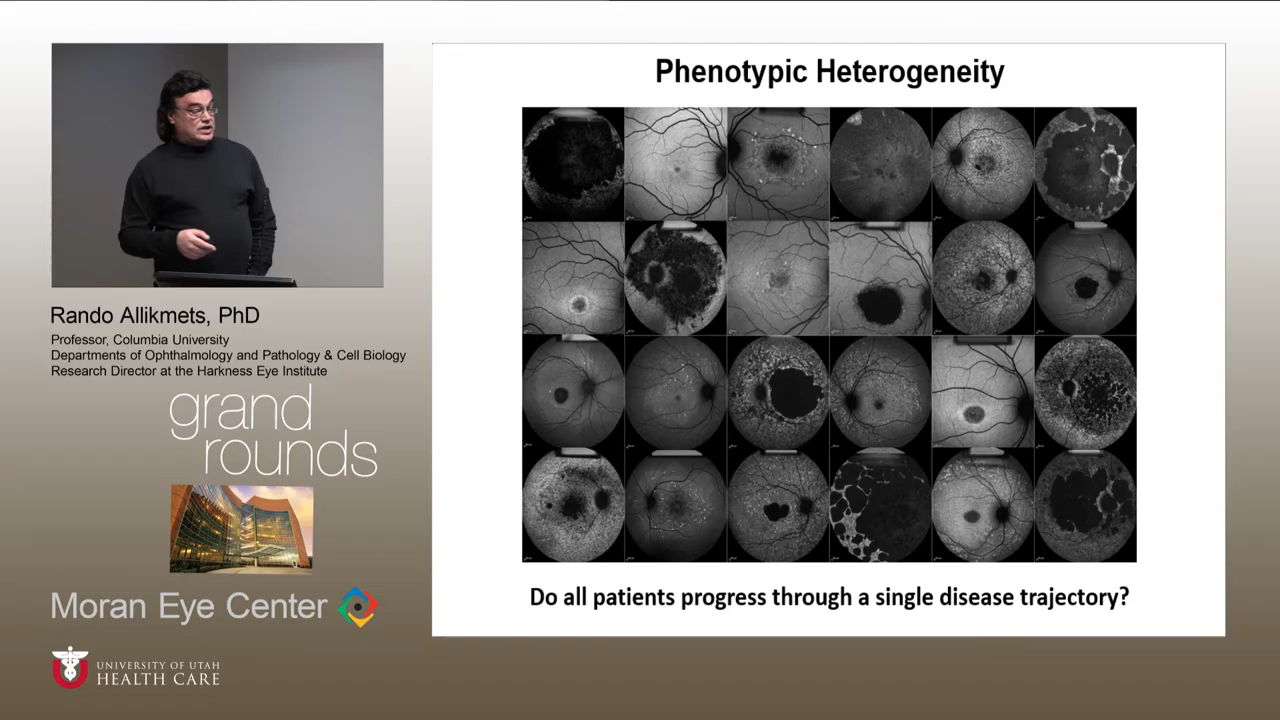 Phenotypic Heterogeneity
Do all patients progress through a single disease trajectory?
Rando Allikmets, PhD
Professor, Columbia University
Departments of Ophthalmology and Pathology & Cell Biology
Research Director at the Harkness Eye Institute
grand
rounds
Moran Eye Center
UNIVERSITY OF UTAH
HEALTH CARE